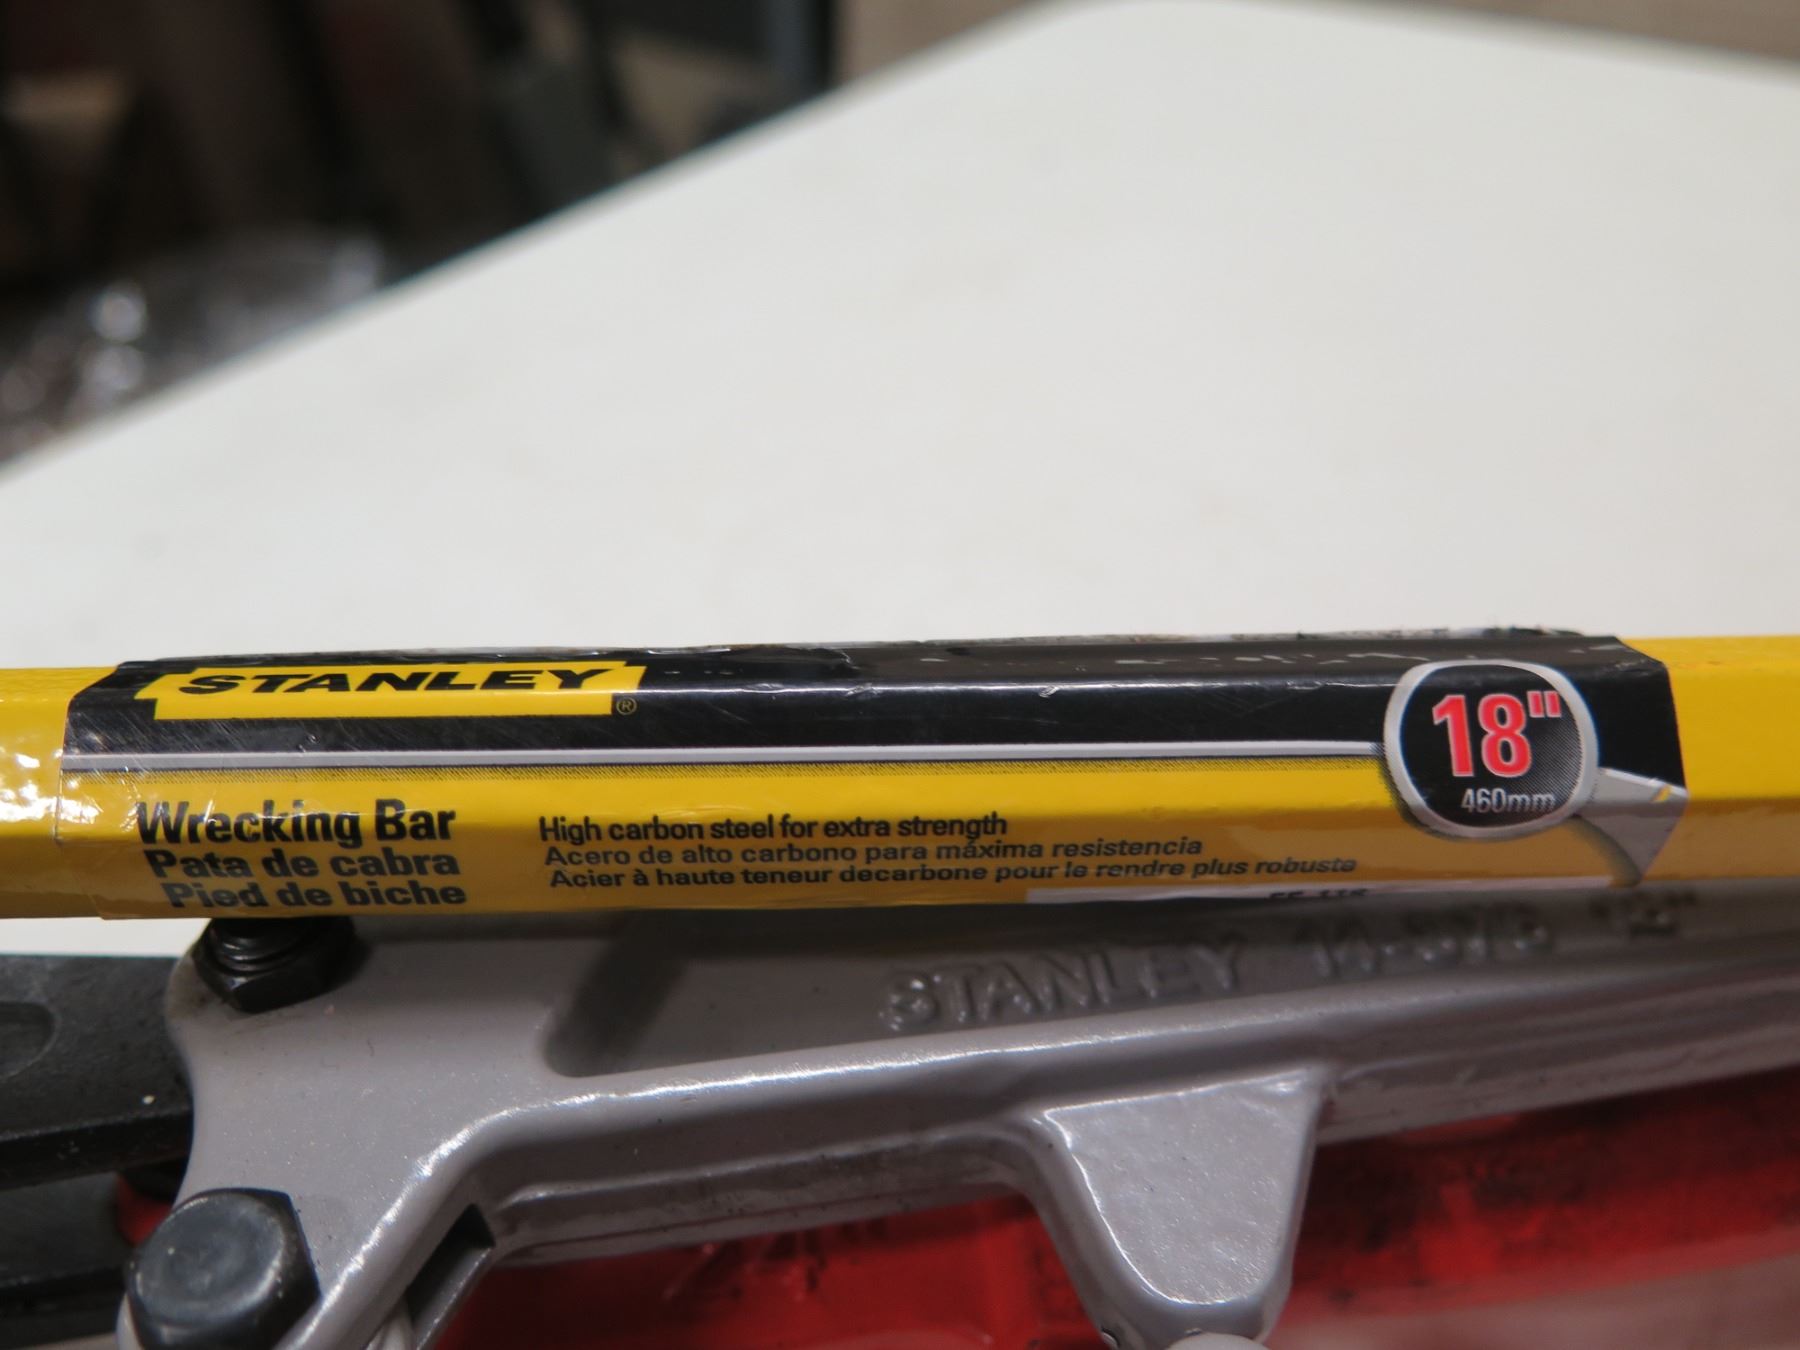 STANLEY ®
18"
460mm
Wrecking Bar
Pata de cabra
Pied de biche
High carbon steel for extra strength
Acero de alto carbono para máxima resistencia
Acier à haute teneur decarbone pour le rendre plus robuste
STANLEY